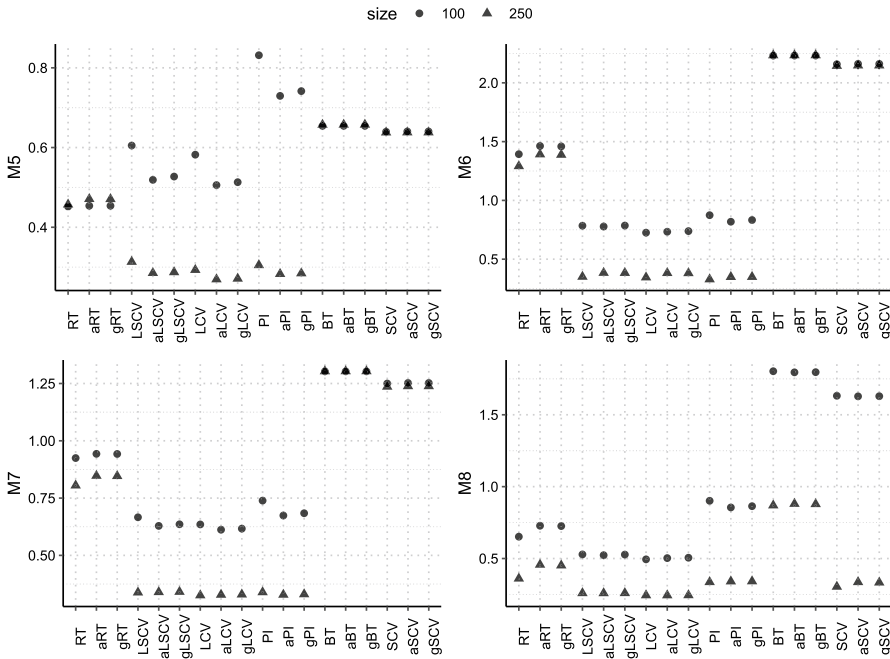 size 100 250
M5
0.8
0.6
0.4
RT aRT gRT LSCV aLSCV gLSCV LCV aLCV gLCV PI aPI gPI BT aBT gBT SCV aSCV gSCV
M6
2.0
1.5
1.0
0.5
RT aRT gRT LSCV aLSCV gLSCV LCV aLCV gLCV PI aPI gPI BT aBT gBT SCV aSCV gSCV
M7
1.25
1.00
0.75
0.50
RT aRT gRT LSCV aLSCV gLSCV LCV aLCV gLCV PI aPI gPI BT aBT gBT SCV aSCV gSCV
M8
1.5
1.0
0.5
RT aRT gRT LSCV aLSCV gLSCV LCV aLCV gLCV PI aPI gPI BT aBT gBT SCV aSCV gSCV